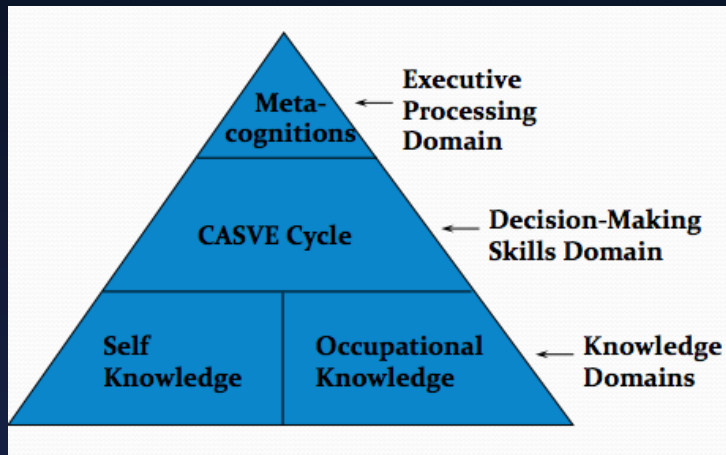 Meta-
cognitions
Executive
Processing
Domain
CASVE Cycle
Decision-Making
Skills Domain
Self
Knowledge
Occupational
Knowledge
Knowledge
Domains